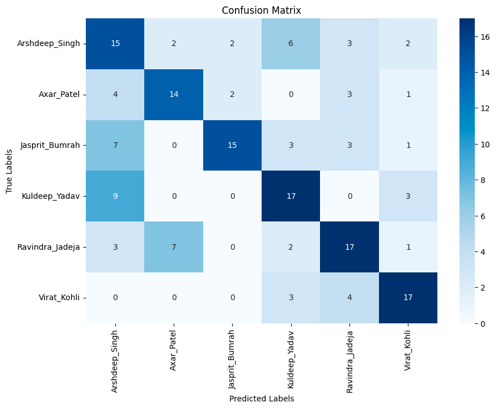 Confusion Matrix
Arshdeep_Singh 15 2 2 6 3 2
Axar_Patel 4 14 2 0 3 1
Jasprit_Bumrah 7 0 15 3 3 1
Kuldeep_Yadav 9 0 0 17 0 3
Ravindra_Jadeja 3 7 0 2 17 1
Virat_Kohli 0 0 0 3 4 17
True Labels
Arshdeep_Singh Axar_Patel Jasprit_Bumrah Kuldeep_Yadav Ravindra_Jadeja Virat_Kohli
Predicted Labels
16
14
12
10
8
6
4
2
0